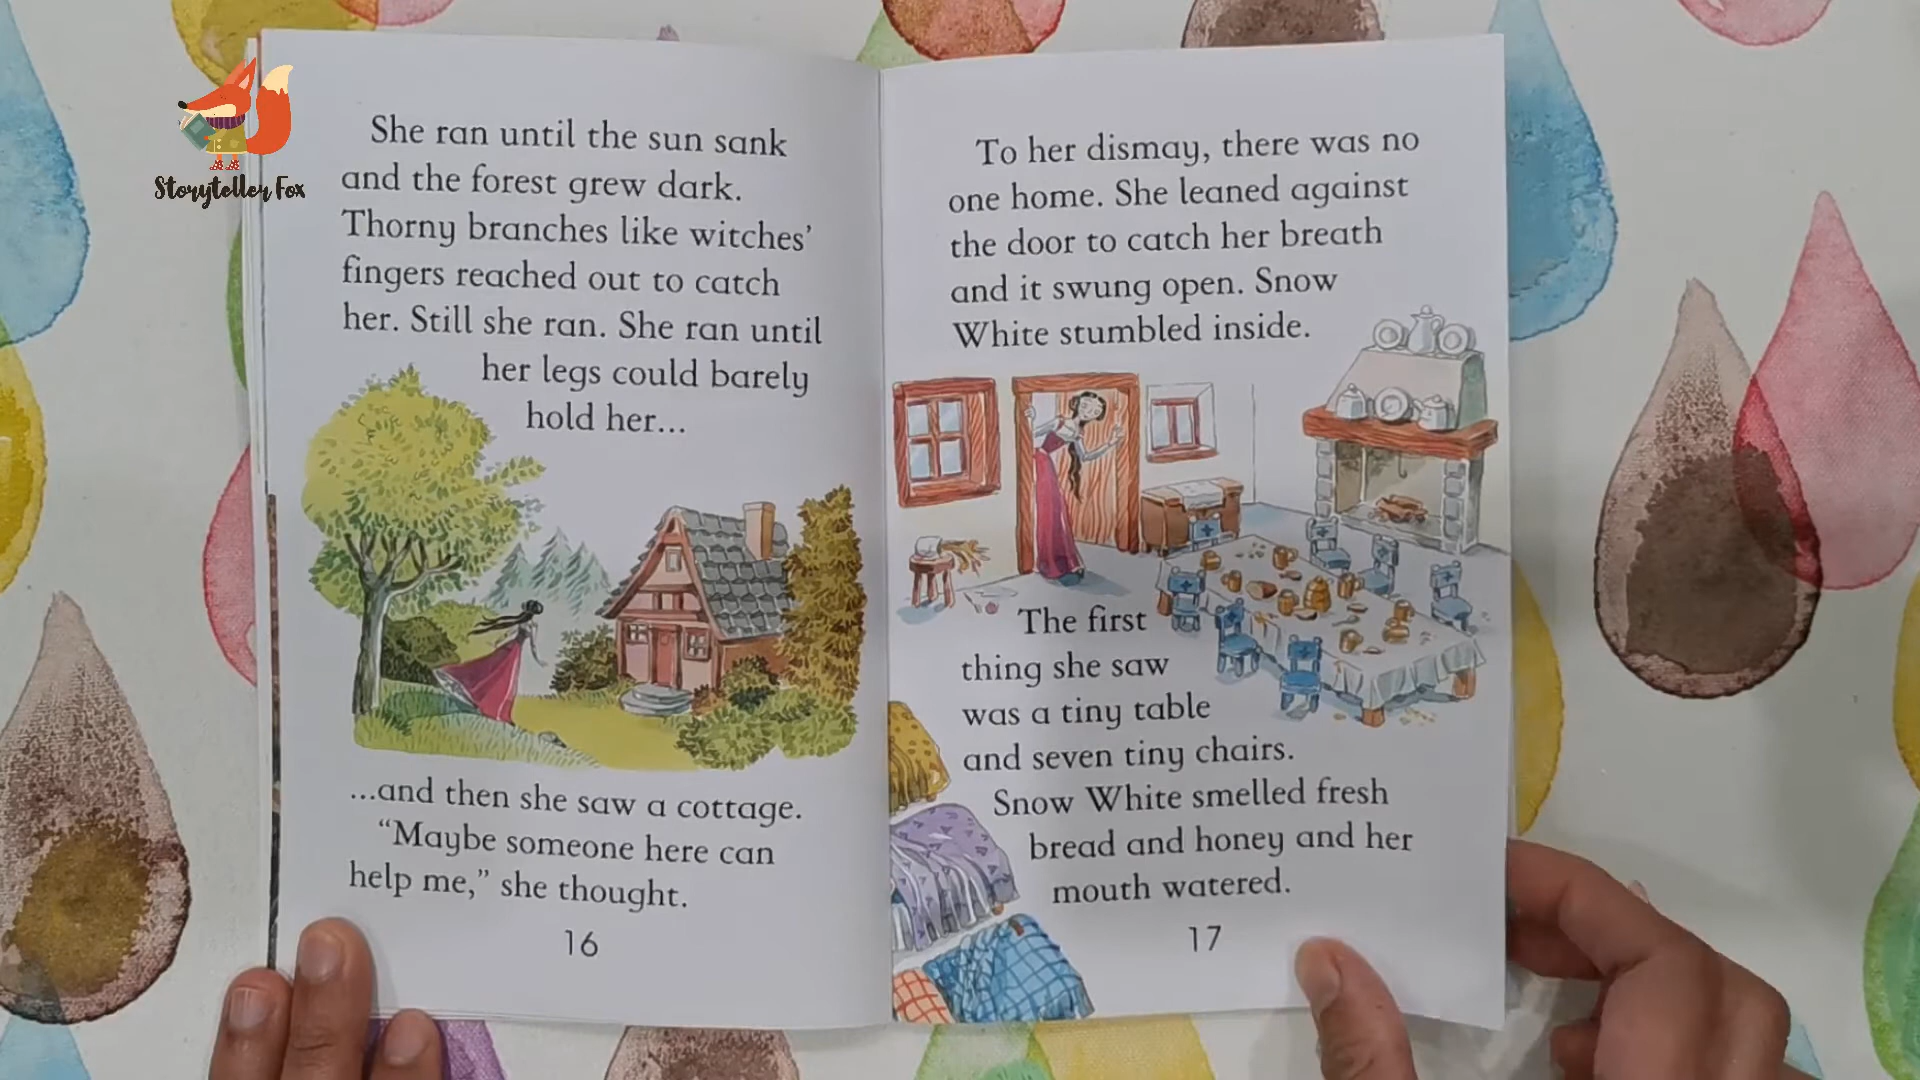 Storyteller Fox
She ran until the sun sank
and the forest grew dark.
Thorny branches like witches’
fingers reached out to catch
her. Still she ran. She ran until
her legs could barely
hold her...
...and then she saw a cottage.
“Maybe someone here can
help me,” she thought.
16
To her dismay, there was no
one home. She leaned against
the door to catch her breath
and it swung open. Snow
White stumbled inside.
The first
thing she saw
was a tiny table
and seven tiny chairs.
Snow White smelled fresh
bread and honey and her
mouth watered.
17